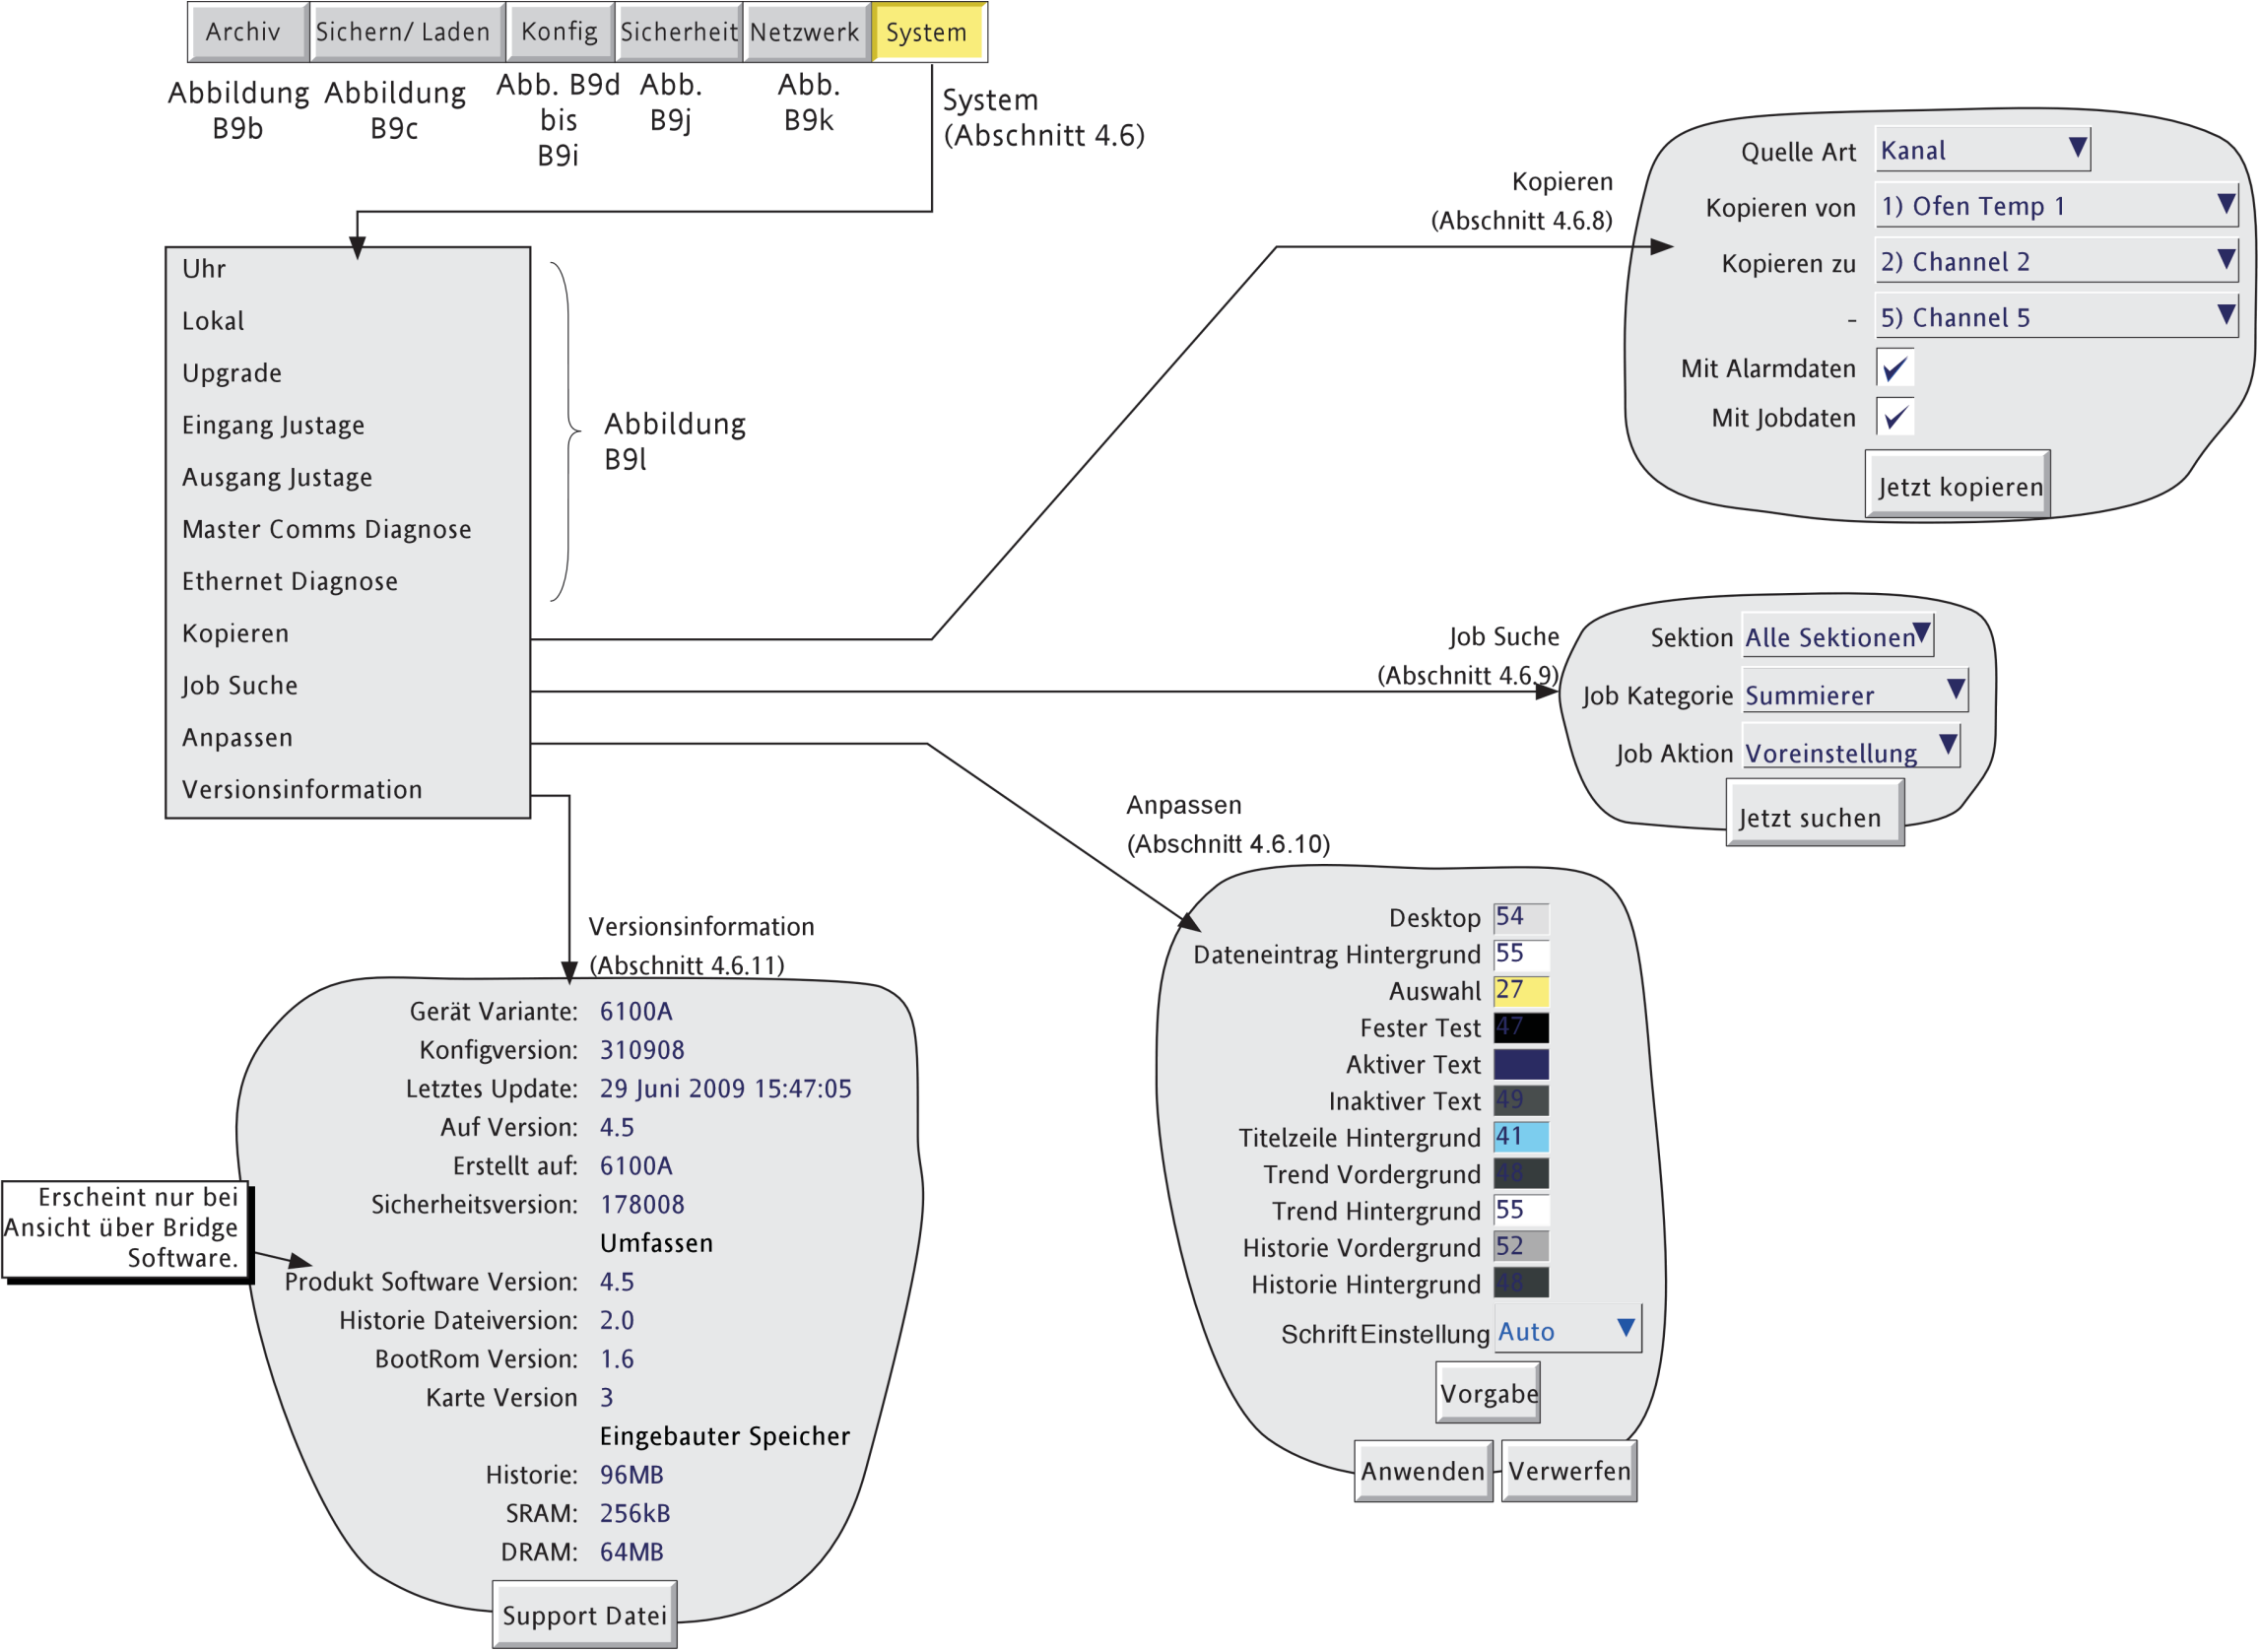 Archiv
Sichern/ Laden
Konfig
Sicherheit
Netzwerk
System
Abbildung
B9b
Abbildung
B9c
Abb. B9d
bis
B9i
Abb.
B9j
Abb.
B9k
System
(Abschnitt 4.6)
Uhr
Lokal
Upgrade
Eingang Justage
Ausgang Justage
Master Comms Diagnose
Ethernet Diagnose
Kopieren
Job Suche
Anpassen
Versionsinformation
Abbildung
B9l
Kopieren
(Abschnitt 4.6.8)
Quelle Art Kanal
Kopieren von 1) Ofen Temp 1
Kopieren zu 2) Channel 2
- 5) Channel 5
Mit Alarmdaten
Mit Jobdaten
Jetzt kopieren
Job Suche
(Abschnitt 4.6.9)
Sektion Alle Sektionen
Job Kategorie Summierer
Job Aktion Voreinstellung
Jetzt suchen
Anpassen
(Abschnitt 4.6.10)
Desktop 54
Dateneintrag Hintergrund 55
Auswahl 27
Fester Test 47
Aktiver Text
Inaktiver Text 49
Titelzeile Hintergrund 41
Trend Vordergrund 48
Trend Hintergrund 55
Historie Vordergrund 52
Historie Hintergrund 48
Schrift Einstellung Auto
Vorgabe
Anwenden
Verwerfen
Versionsinformation
(Abschnitt 4.6.11)
Gerät Variante: 6100A
Konfigversion: 310908
Letztes Update: 29 Juni 2009 15:47:05
Auf Version: 4.5
Erstellt auf: 6100A
Sicherheitsversion: 178008
Umfassen
Produkt Software Version: 4.5
Historie Dateiversion: 2.0
BootRom Version: 1.6
Karte Version 3
Eingebauter Speicher
Historie: 96MB
SRAM: 256kB
DRAM: 64MB
Support Datei
Erscheint nur bei
Ansicht über Bridge
Software.